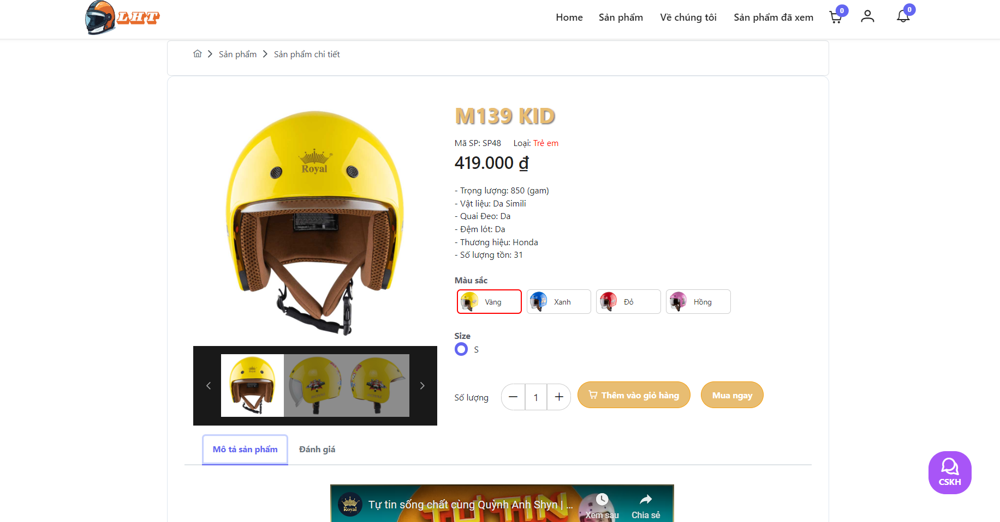 LHT
Home Sản phẩm Về chúng tôi Sản phẩm đã xem 0 0
Sản phẩm Sản phẩm chi tiết
M139 KID
Mã SP: SP48 Loại: Trẻ em
419.000 ₫
- Trọng lượng: 850 (gam)
- Vật liệu: Da Simili
- Quai Đeo: Da
- Đệm lót: Da
- Thương hiệu: Honda
- Số lượng tồn: 31
Royal
Màu sắc
Vàng Xanh Đỏ Hồng
Size
S
Số lượng 1 Thêm vào giỏ hàng Mua ngay
Mô tả sản phẩm Đánh giá
CSKH
Royal
Tự tin sống chất cùng Quỳnh Anh Shyn | ...
Xem sau Chia sẻ
TỰ TIN